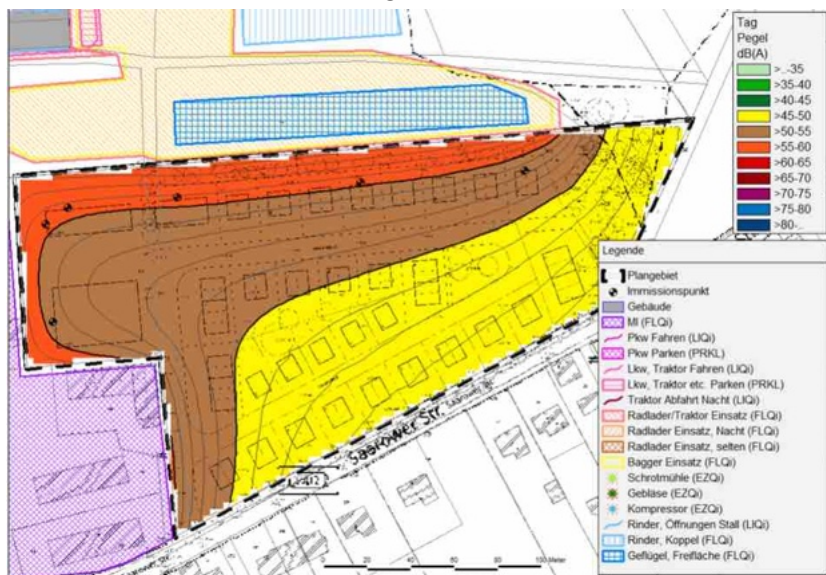 Tag
Pegel
dB(A)
>..-35
>35-40
>40-45
>45-50
>50-55
>55-60
>60-65
>65-70
>70-75
>75-80
>80-..
Legende
Plangebiet
Immissionspunkt
Gebäude
MI (FLQi)
Pkw Fahren (LIQi)
Pkw Parken (PRKL)
Lkw, Traktor Fahren (LIQi)
Lkw, Traktor etc. Parken (PRKL)
Traktor Abfahrt Nacht (LIQi)
Radlader/Traktor Einsatz (FLQi)
Radlader Einsatz, Nacht (FLQi)
Radlader Einsatz, selten (FLQi)
Bagger Einsatz (FLQi)
Schrotmühle (EZQi)
Gebläse (EZQi)
Kompressor (EZQi)
Rinder, Öffnungen Stall (LIQi)
Rinder, Koppel (FLQi)
Geflügel, Freifläche (FLQi)
Saarower Str.
Saarower Str.
0 20 40 60 80 100 Meter